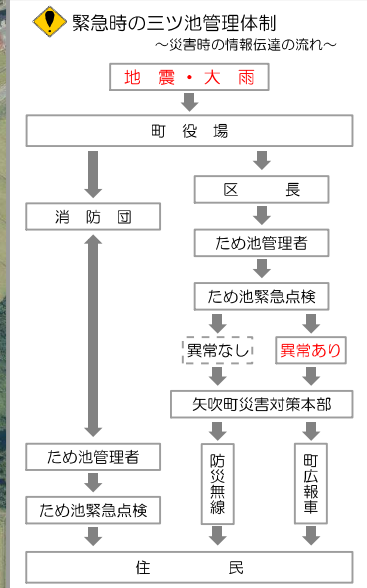 緊急時の三ツ池管理体制
～災害時の情報伝達の流れ～
地震・大雨
町役場
区長
消防団
ため池管理者
ため池緊急点検
異常なし
異常あり
矢吹町災害対策本部
ため池管理者
ため池緊急点検
防災無線
町広報車
住民